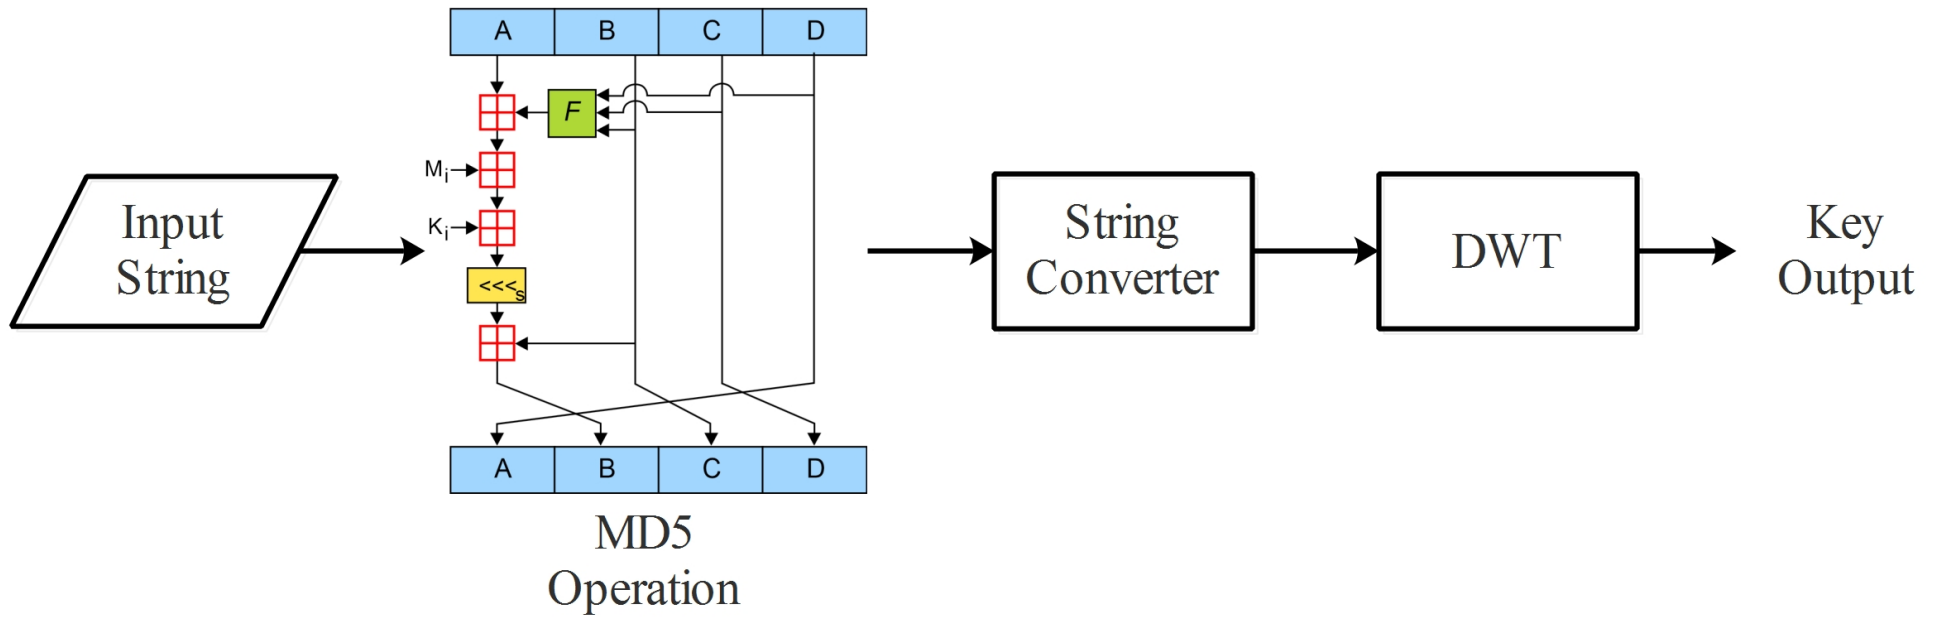 Input
String
A B C D
F
Mi
Ki
<<<s
A B C D
MD5
Operation
String
Converter
DWT
Key
Output